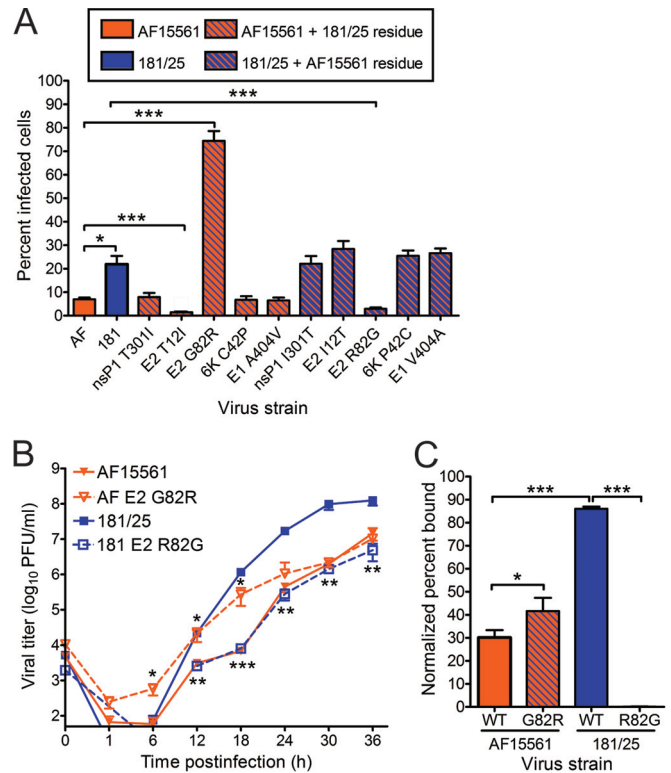 A
AF15561
AF15561 + 181/25 residue
181/25
181/25 + AF15561 residue
Percent infected cells
100
90
80
70
60
50
40
30
20
10
0
***
***
***
*
AF
181
nsP1 T301I
E2 T12I
E2 G82R
6K C42P
E1 A404V
nsP1 I301T
E2 I12T
E2 R82G
6K P42C
E1 V404A
Virus strain
B
AF15561
AF E2 G82R
181/25
181 E2 R82G
Viral titer (log10 PFU/ml)
9
8
7
6
5
4
3
2
*
*
*
**
***
**
**
**
0
1
6
12
18
24
30
36
Time postinfection (h)
C
Normalized percent bound
100
90
80
70
60
50
40
30
20
10
0
***
***
*
WT
G82R
WT
R82G
AF15561
181/25
Virus strain